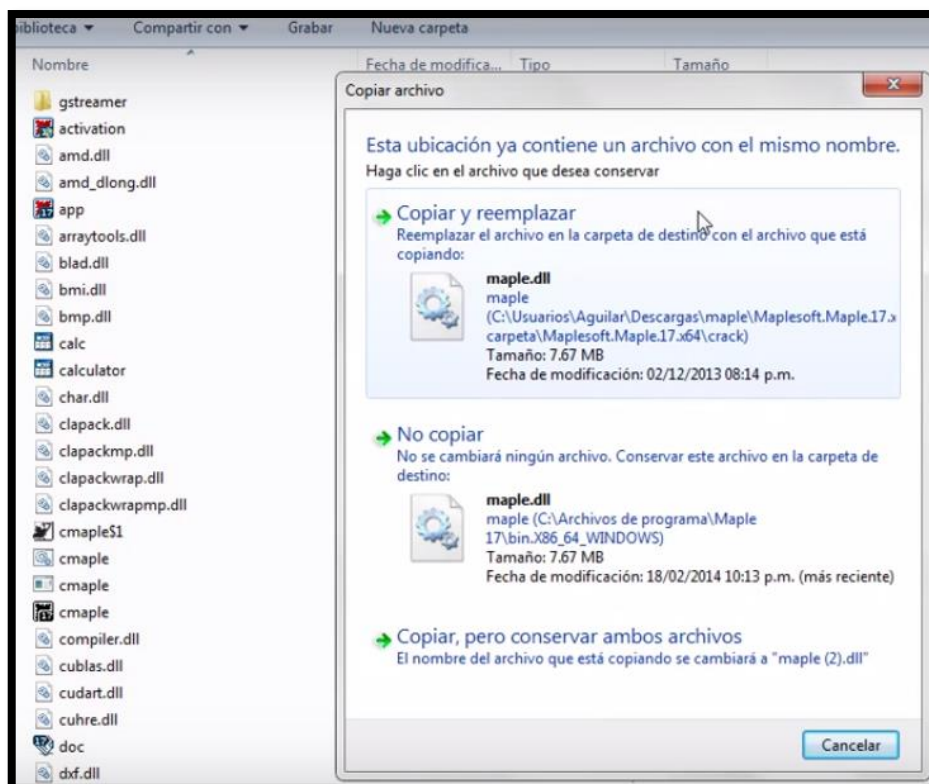 biblioteca
Compartir con
Grabar
Nueva carpeta
Nombre
Fecha de modifica...
Tipo
Tamaño
gstreamer
activation
amd.dll
amd_dlong.dll
app
arraytools.dll
blad.dll
bmi.dll
bmp.dll
calc
calculator
char.dll
clapack.dll
clapackmp.dll
clapackwrap.dll
clapackwrapmp.dll
cmaple$1
cmaple
cmaple
cmaple
compiler.dll
cublas.dll
cudart.dll
cuhre.dll
doc
dxf.dll
Copiar archivo
Esta ubicación ya contiene un archivo con el mismo nombre.
Haga clic en el archivo que desea conservar
Copiar y reemplazar
Reemplazar el archivo en la carpeta de destino con el archivo que está
copiando:
maple.dll
maple
(C:\Usuarios\Aguilar\Descargas\maple\Maplesoft.Maple.17.x
carpeta\Maplesoft.Maple.17.x64\crack)
Tamaño: 7.67 MB
Fecha de modificación: 02/12/2013 08:14 p.m.
No copiar
No se cambiará ningún archivo. Conservar este archivo en la carpeta de
destino:
maple.dll
maple (C:\Archivos de programa\Maple
17\bin.X86_64_WINDOWS)
Tamaño: 7.67 MB
Fecha de modificación: 18/02/2014 10:13 p.m. (más reciente)
Copiar, pero conservar ambos archivos
El nombre del archivo que está copiando se cambiará a "maple (2).dll"
Cancelar